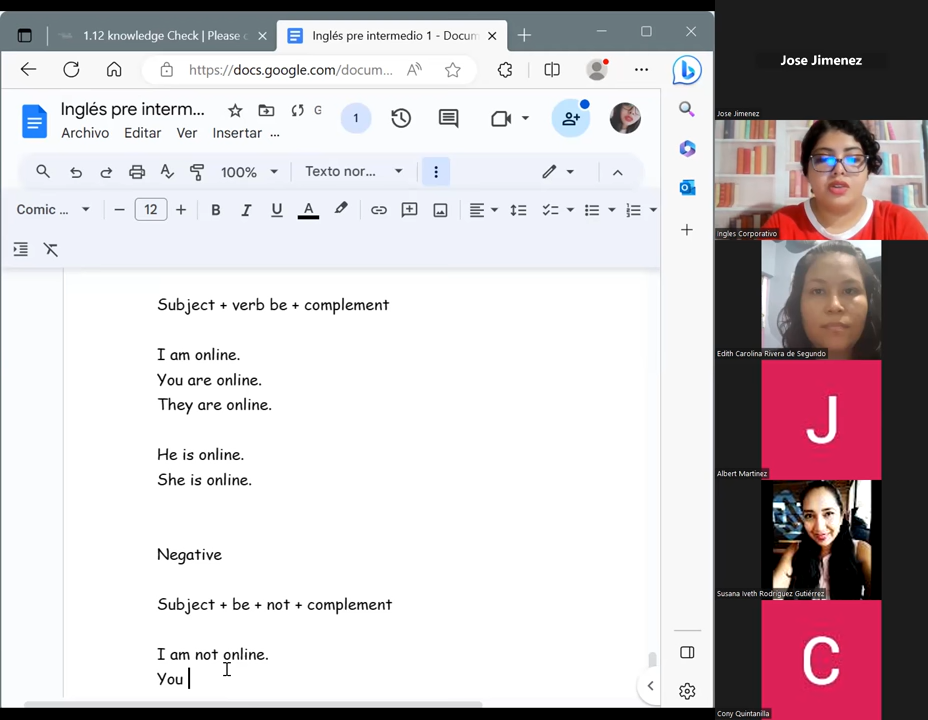 1.12 knowledge Check | Please c
Inglés pre intermedio 1 - Docum
https://docs.google.com/docum...
Inglés pre interm...
G
1
Archivo Editar Ver Insertar ...
100% Texto nor...
Comic ... 12 B I U A
Subject + verb be + complement
I am online.
You are online.
They are online.
He is online.
She is online.
Negative
Subject + be + not + complement
I am not online.
You
Jose Jimenez
Jose Jimenez
Ingles Corporativo
Edith Carolina Rivera de Segundo
J
Albert Martinez
Susana Iveth Rodriguez Gutiérrez
C
Cony Quintanilla